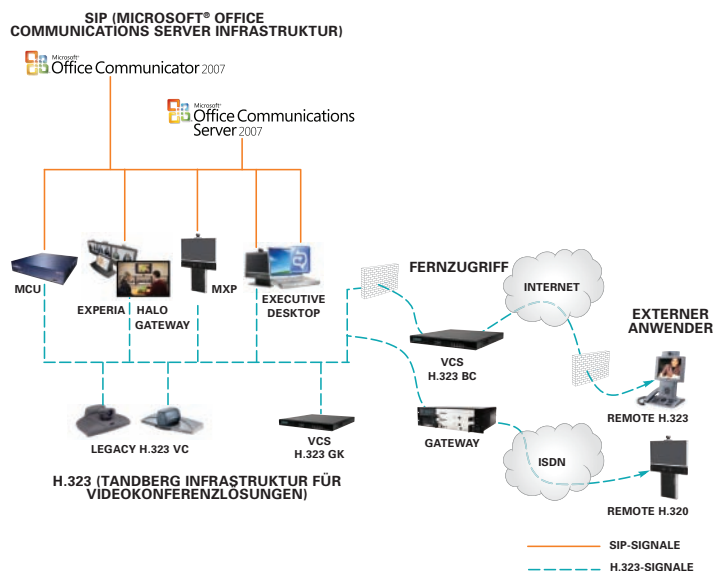 SIP (MICROSOFT® OFFICE
COMMUNICATIONS SERVER INFRASTRUKTUR)
Microsoft®
Office Communicator 2007
Microsoft®
Office Communications
Server 2007
MCU
EXPERIA
HALO
GATEWAY
MXP
EXECUTIVE
DESKTOP
FERNZUGRIFF
INTERNET
EXTERNER
ANWENDER
VCS
H.323 BC
REMOTE H.323
LEGACY H.323 VC
VCS
H.323 GK
GATEWAY
ISDN
REMOTE H.320
H.323 (TANDBERG INFRASTRUKTUR FÜR
VIDEOKONFERENZLÖSUNGEN)
SIP-SIGNALE
H.323-SIGNALE